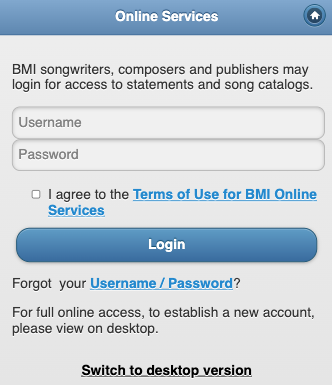 Online Services
BMI songwriters, composers and publishers may
login for access to statements and song catalogs.
Username
Password
I agree to the Terms of Use for BMI Online
Services
Login
Forgot your Username / Password?
For full online access, to establish a new account,
please view on desktop.
Switch to desktop version